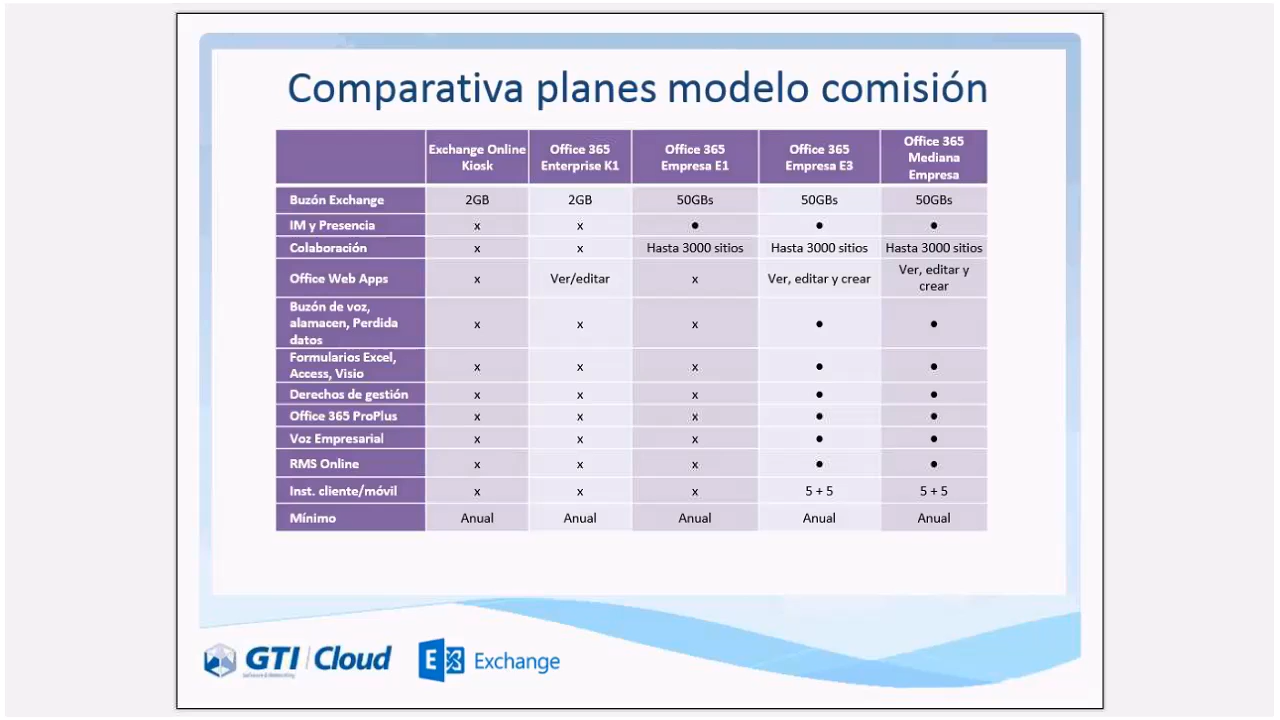 Comparativa planes modelo comisión
Exchange Online Kiosk	Office 365 Enterprise K1	Office 365 Empresa E1	Office 365 Empresa E3	Office 365 Mediana Empresa
Buzón Exchange	2GB	2GB	50GBs	50GBs	50GBs
IM y Presencia	x	x	●	●	●
Colaboración	x	x	Hasta 3000 sitios	Hasta 3000 sitios	Hasta 3000 sitios
Office Web Apps	x	Ver/editar	x	Ver, editar y crear	Ver, editar y crear
Buzón de voz, alamacen, Perdida datos	x	x	x	●	●
Formularios Excel, Access, Visio	x	x	x	●	●
Derechos de gestión	x	x	x	●	●
Office 365 ProPlus	x	x	x	●	●
Voz Empresarial	x	x	x	●	●
RMS Online	x	x	x	●	●
Inst. cliente/móvil	x	x	x	5 + 5	5 + 5
Mínimo	Anual	Anual	Anual	Anual	Anual
GTI | Cloud
Software & Networking
E Exchange